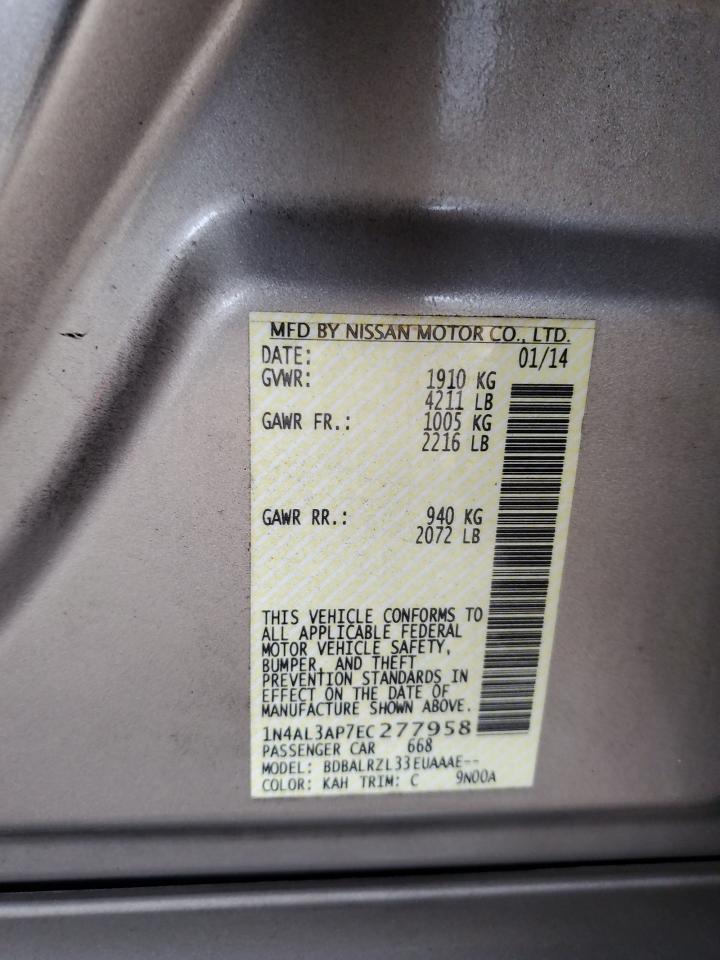 MFD BY NISSAN MOTOR CO., LTD.
DATE: 01/14
GVWR: 1910 KG
4211 LB
GAWR FR.: 1005 KG
2216 LB
GAWR RR.: 940 KG
2072 LB
THIS VEHICLE CONFORMS TO
ALL APPLICABLE FEDERAL
MOTOR VEHICLE SAFETY,
BUMPER, AND THEFT
PREVENTION STANDARDS IN
EFFECT ON THE DATE OF
MANUFACTURE SHOWN ABOVE.
1N4AL3AP7EC277958
PASSENGER CAR 668
MODEL: BDBALRZL33EUAAAE--
COLOR: KAH TRIM: C 9N00A